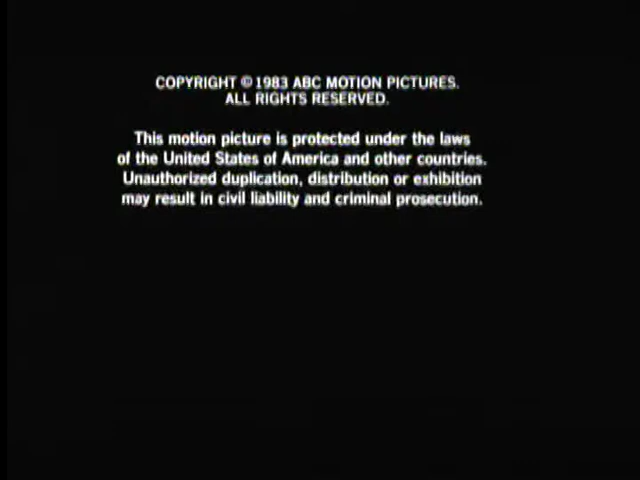 COPYRIGHT © 1983 ABC MOTION PICTURES.
ALL RIGHTS RESERVED.
This motion picture is protected under the laws
of the United States of America and other countries.
Unauthorized duplication, distribution or exhibition
may result in civil liability and criminal prosecution.